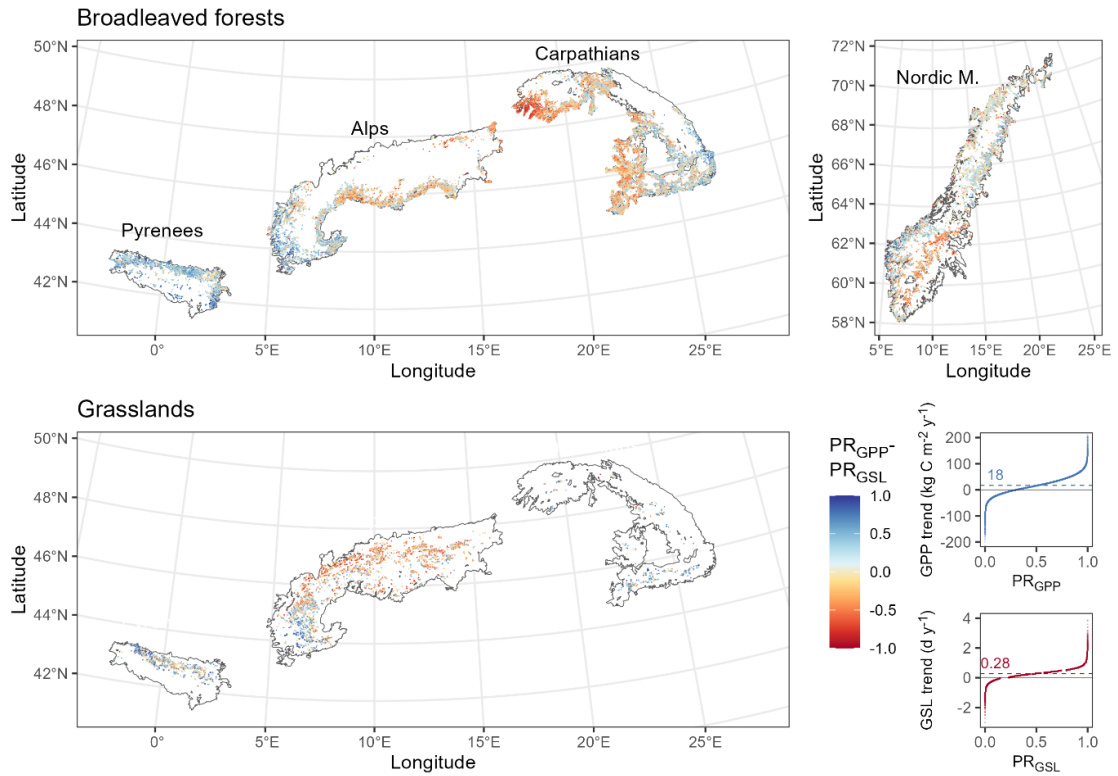 Broadleaved forests
50°N
48°N
46°N
44°N
42°N
Latitude
Pyrenees
Alps
Carpathians
0°
5°E
10°E
15°E
20°E
25°E
Longitude
72°N
70°N
68°N
66°N
64°N
62°N
60°N
58°N
Latitude
Nordic M.
5°E
10°E
15°E
20°E
25°E
Longitude
Grasslands
50°N
48°N
46°N
44°N
42°N
Latitude
0°
5°E
10°E
15°E
20°E
25°E
Longitude
PR_GPP-
PR_GSL
1.0
0.5
0.0
-0.5
-1.0
GPP trend (kg C m⁻² y⁻¹)
200
100
0
-100
-200
18
0.0
0.5
1.0
PR_GPP
GSL trend (d y⁻¹)
4
2
0
-2
0.28
0.0
0.5
1.0
PR_GSL